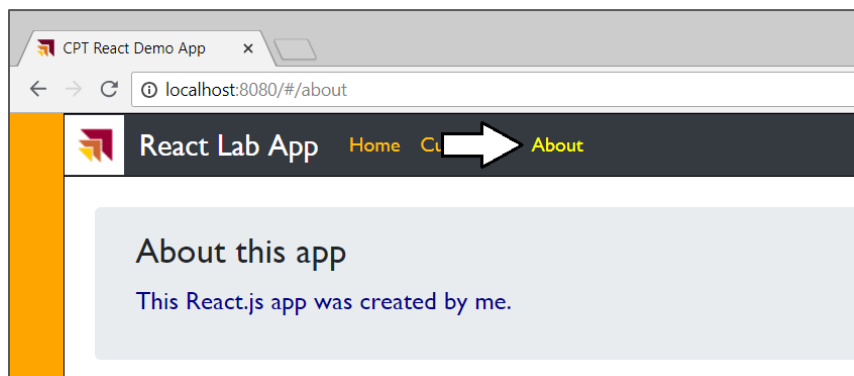 CPT React Demo App
localhost:8080/#/about
React Lab App Home About
About this app
This React.js app was created by me.